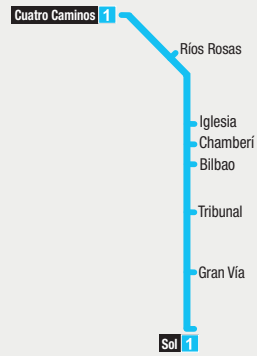 Cuatro Caminos 1
Ríos Rosas
Iglesia
Chamberí
Bilbao
Tribunal
Gran Vía
Sol 1